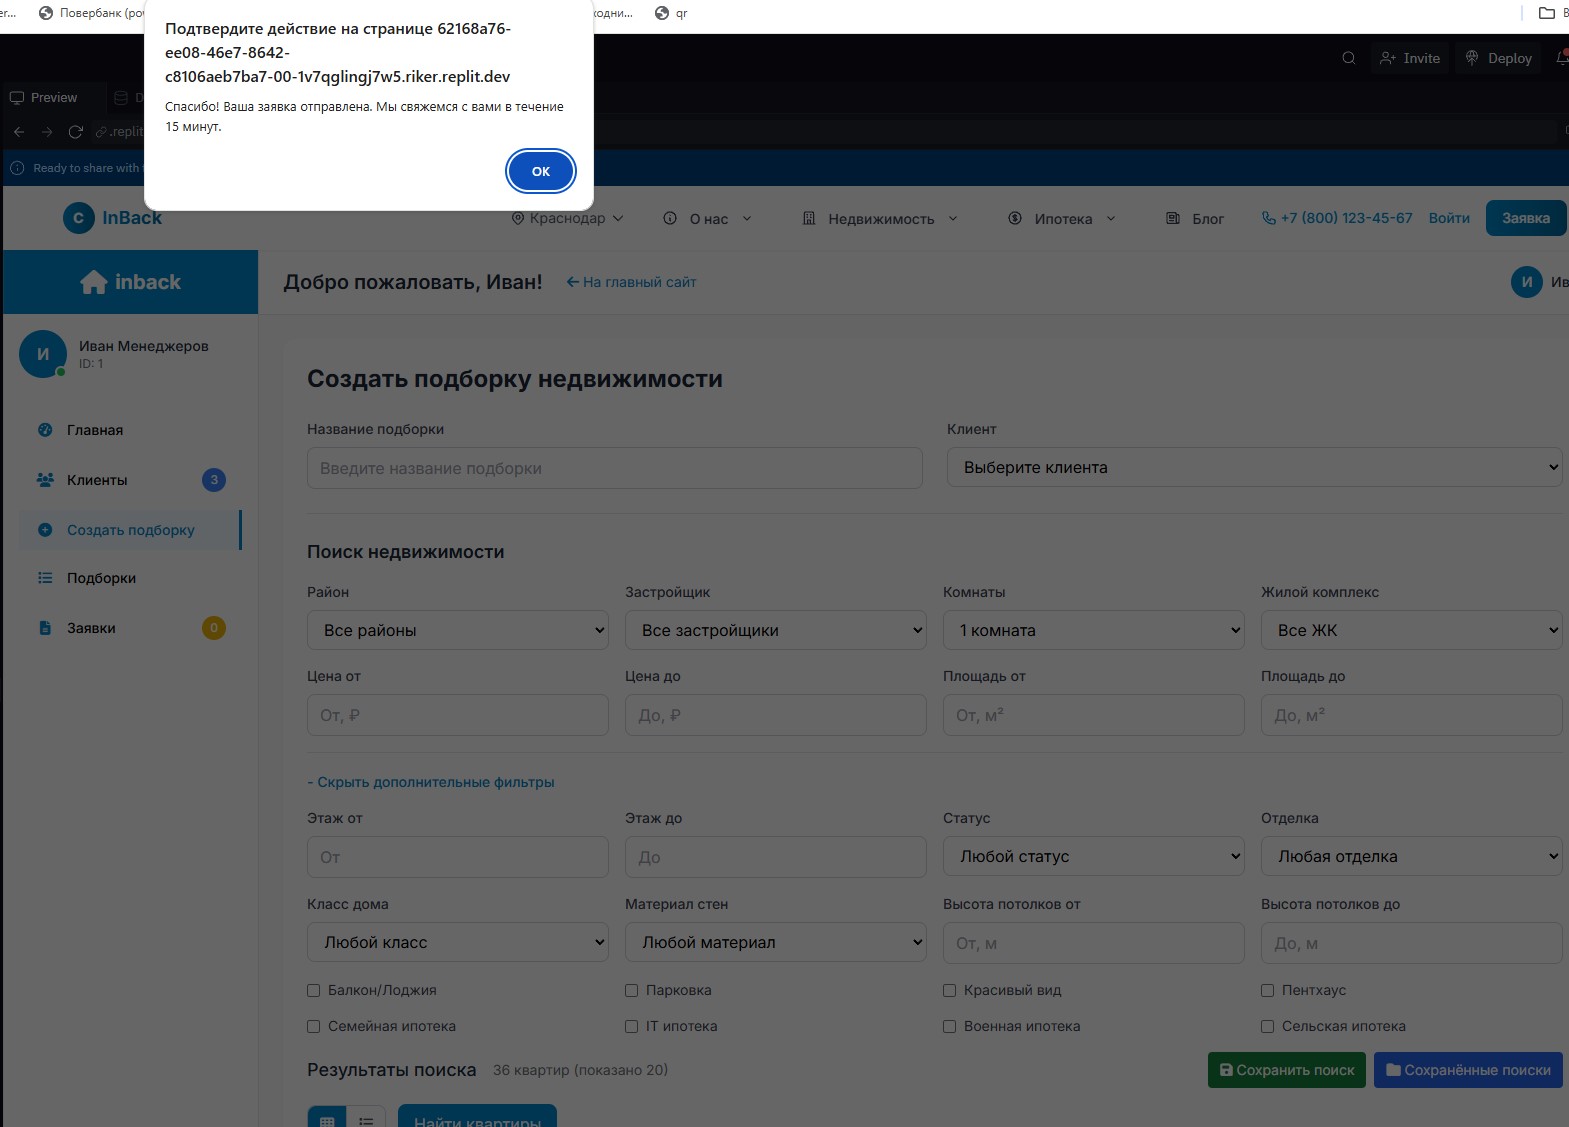 Повербанк
qr
Подтвердите действие на странице 62168a76-
ee08-46e7-8642-
c8106aeb7ba7-00-1v7qglingj7w5.riker.replit.dev
Спасибо! Ваша заявка отправлена. Мы свяжемся с вами в течение
15 минут.
ОК
Invite
Deploy
Preview
.replit
Ready to share with
C
InBack
Краснодар
О нас
Недвижимость
Ипотека
Блог
+7 (800) 123-45-67
Войти
Заявка
inback
Добро пожаловать, Иван!
На главный сайт
И
И
Иван Менеджеров
ID: 1
Главная
Клиенты
3
Создать подборку
Подборки
Заявки
0
Создать подборку недвижимости
Название подборки
Клиент
Введите название подборки
Выберите клиента
Поиск недвижимости
Район
Застройщик
Комнаты
Жилой комплекс
Все районы
Все застройщики
1 комната
Все ЖК
Цена от
Цена до
Площадь от
Площадь до
От, ₽
До, ₽
От, м²
До, м²
- Скрыть дополнительные фильтры
Этаж от
Этаж до
Статус
Отделка
От
До
Любой статус
Любая отделка
Класс дома
Материал стен
Высота потолков от
Высота потолков до
Любой класс
Любой материал
От, м
До, м
Балкон/Лоджия
Парковка
Красивый вид
Пентхаус
Семейная ипотека
IT ипотека
Военная ипотека
Сельская ипотека
Результаты поиска
36 квартир (показано 20)
Сохранить поиск
Сохранённые поиски
Найти квартиры